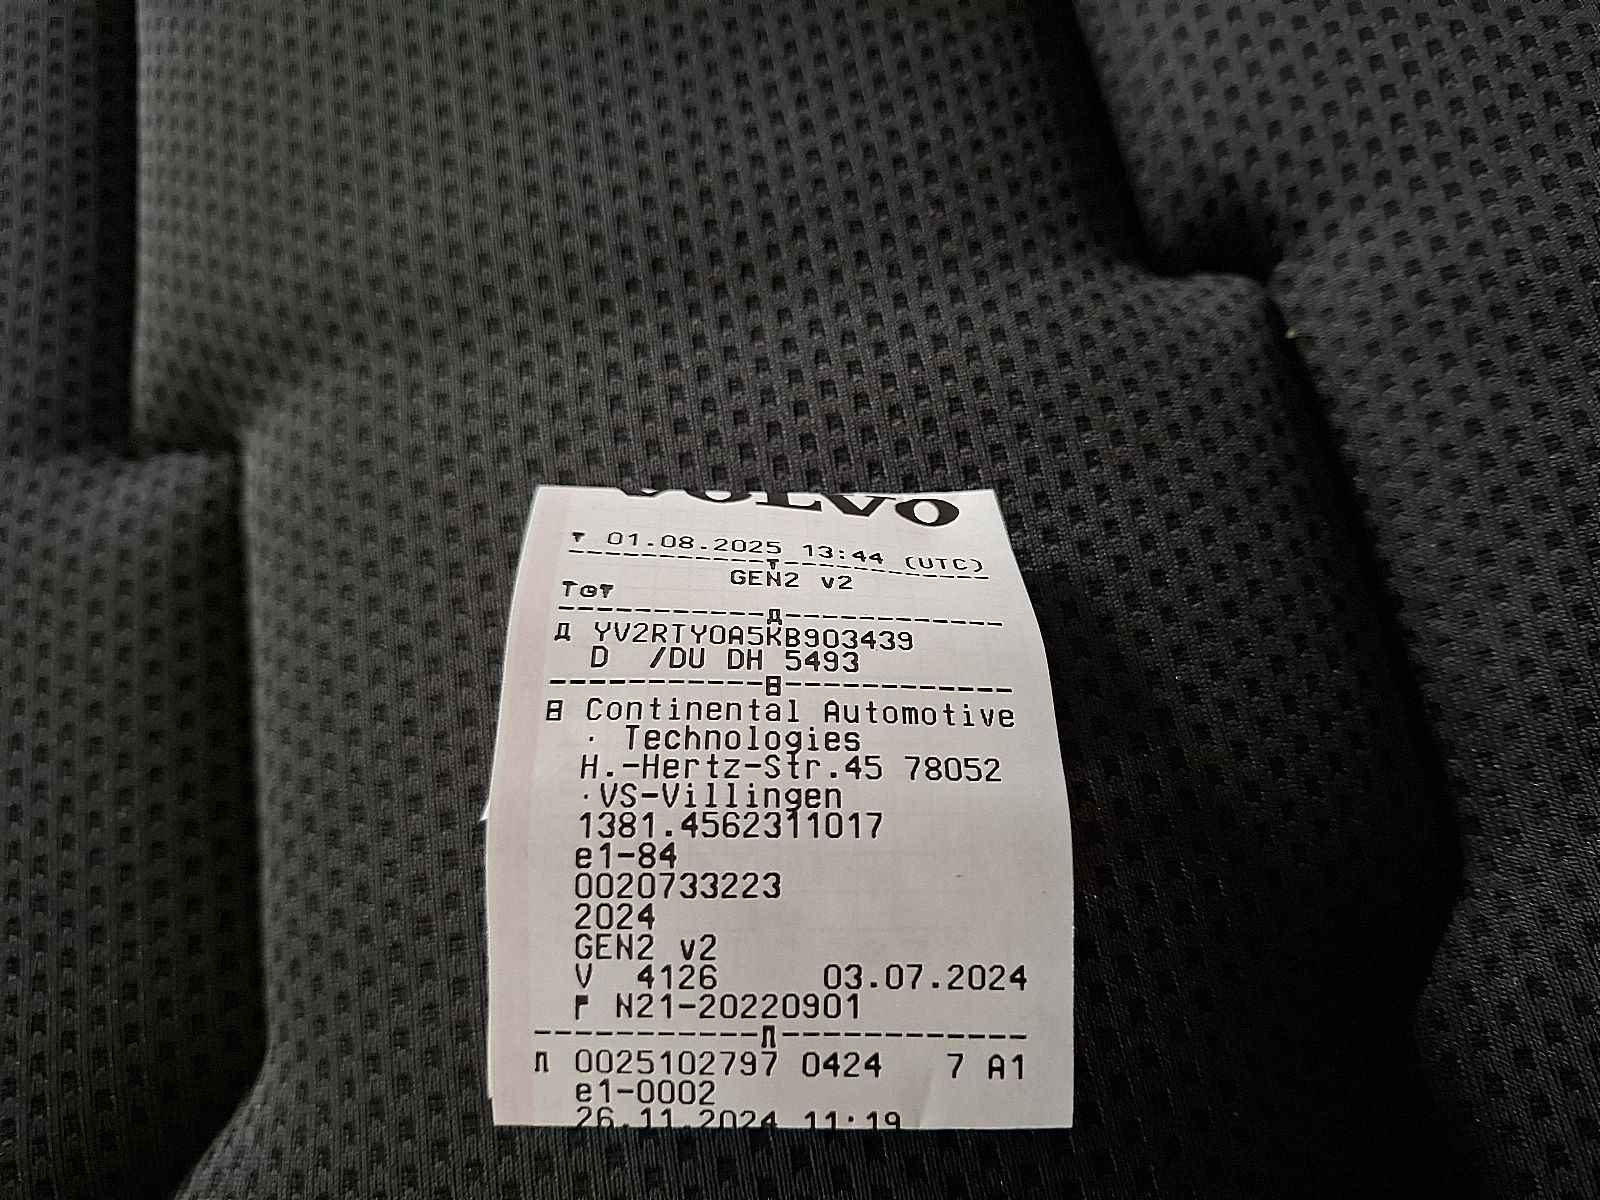 VOLVO
▼ 01.08.2025 13:44 (UTC)
GEN2 v2
YV2RTY0A5KB903439
D /DU DH 5493
Continental Automotive
· Technologies
H.-Hertz-Str.45 78052
·VS-Villingen
1381.4562311017
e1-84
0020733223
2024
GEN2 v2
V 4126 03.07.2024
N21-20220901
0025102797 0424 7 A1
e1-0002
26.11.2024 11:19